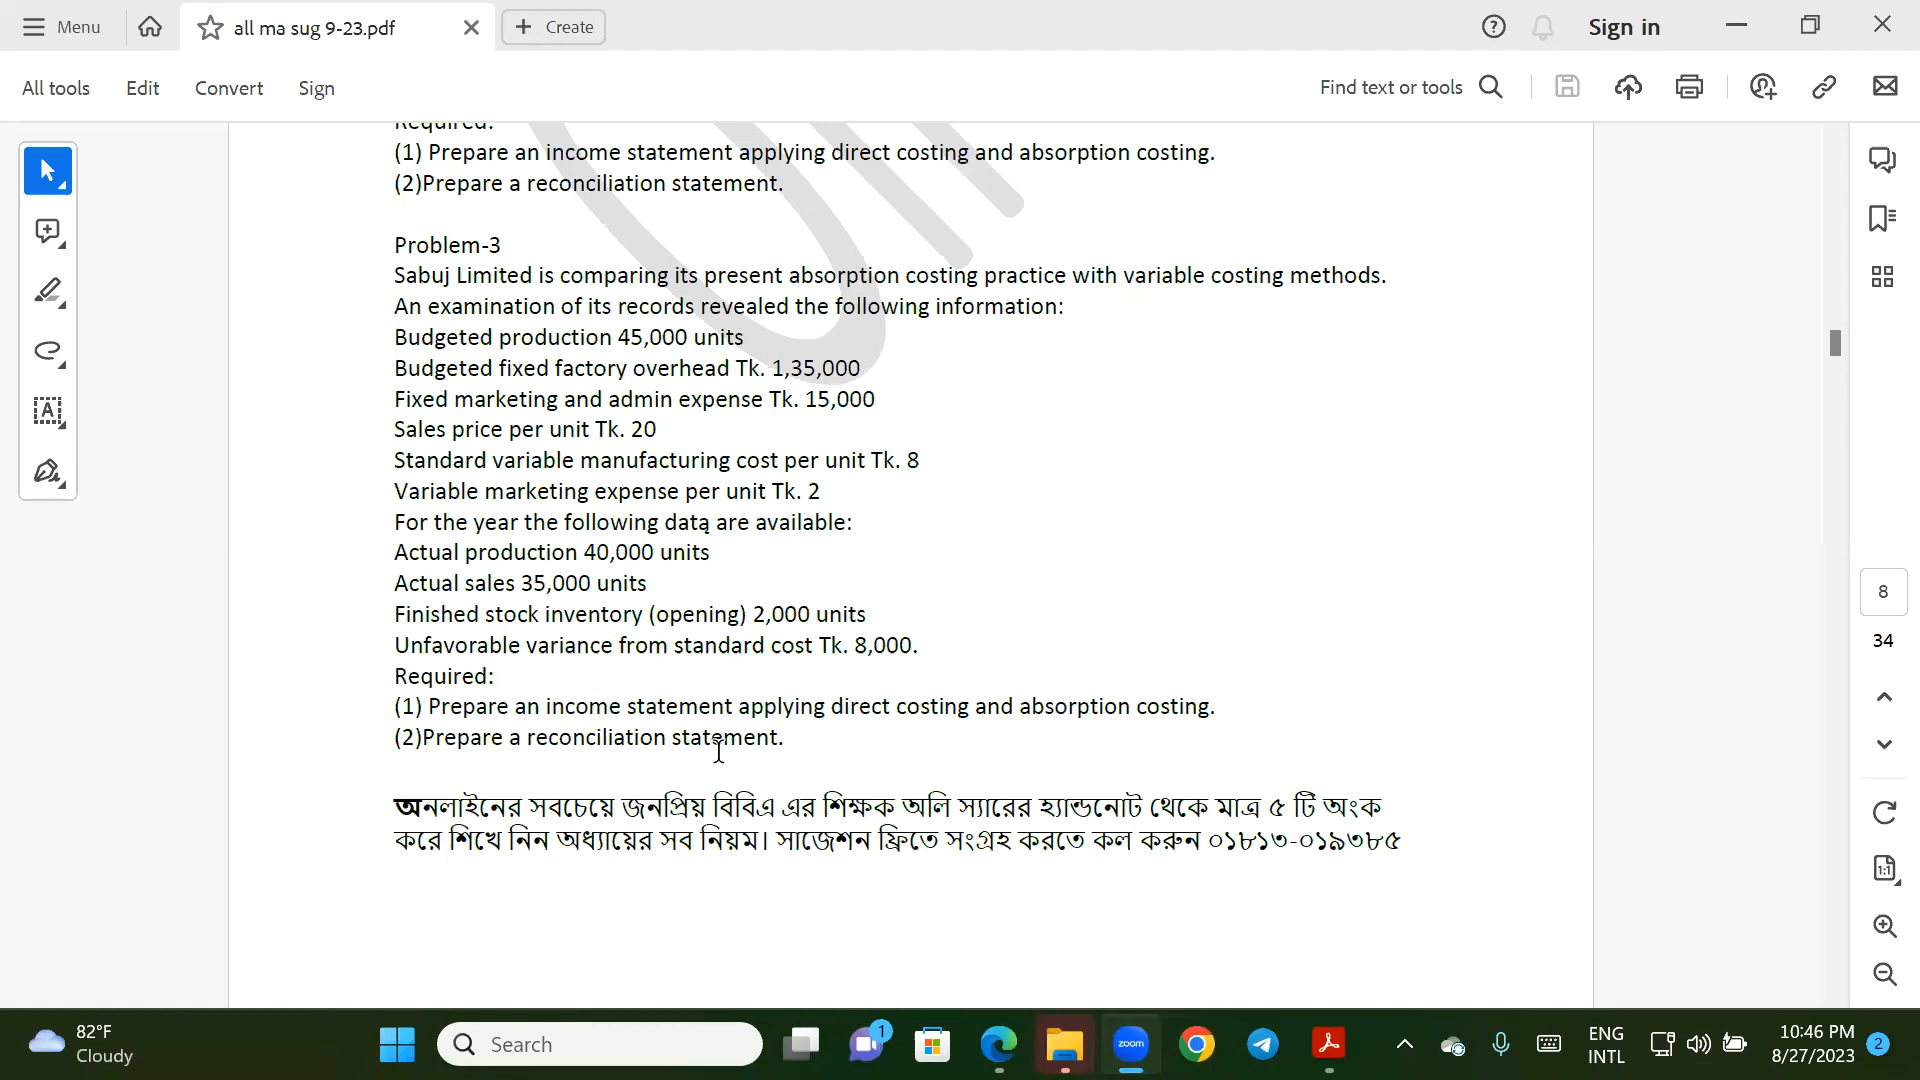 Menu
all ma sug 9-23.pdf
Create
Sign in
All tools
Edit
Convert
Sign
Find text or tools
Required:
(1) Prepare an income statement applying direct costing and absorption costing.
(2)Prepare a reconciliation statement.
Problem-3
Sabuj Limited is comparing its present absorption costing practice with variable costing methods.
An examination of its records revealed the following information:
Budgeted production 45,000 units
Budgeted fixed factory overhead Tk. 1,35,000
Fixed marketing and admin expense Tk. 15,000
Sales price per unit Tk. 20
Standard variable manufacturing cost per unit Tk. 8
Variable marketing expense per unit Tk. 2
For the year the following data are available:
Actual production 40,000 units
Actual sales 35,000 units
Finished stock inventory (opening) 2,000 units
Unfavorable variance from standard cost Tk. 8,000.
Required:
(1) Prepare an income statement applying direct costing and absorption costing.
(2)Prepare a reconciliation statement.
অনলাইনের সবচেয়ে জনপ্রিয় বিবিএ এর শিক্ষক অলি স্যারের হ্যান্ডনোট থেকে মাত্র ৫ টি অংক
করে শিখে নিন অধ্যায়ের সব নিয়ম। সাজেশন ফ্রিতে সংগ্রহ করতে কল করুন ০১৮১৩-০১৯৩৮৫
8
34
1:1
82°F
Cloudy
Search
1
zoom
ENG
INTL
10:46 PM
8/27/2023
2